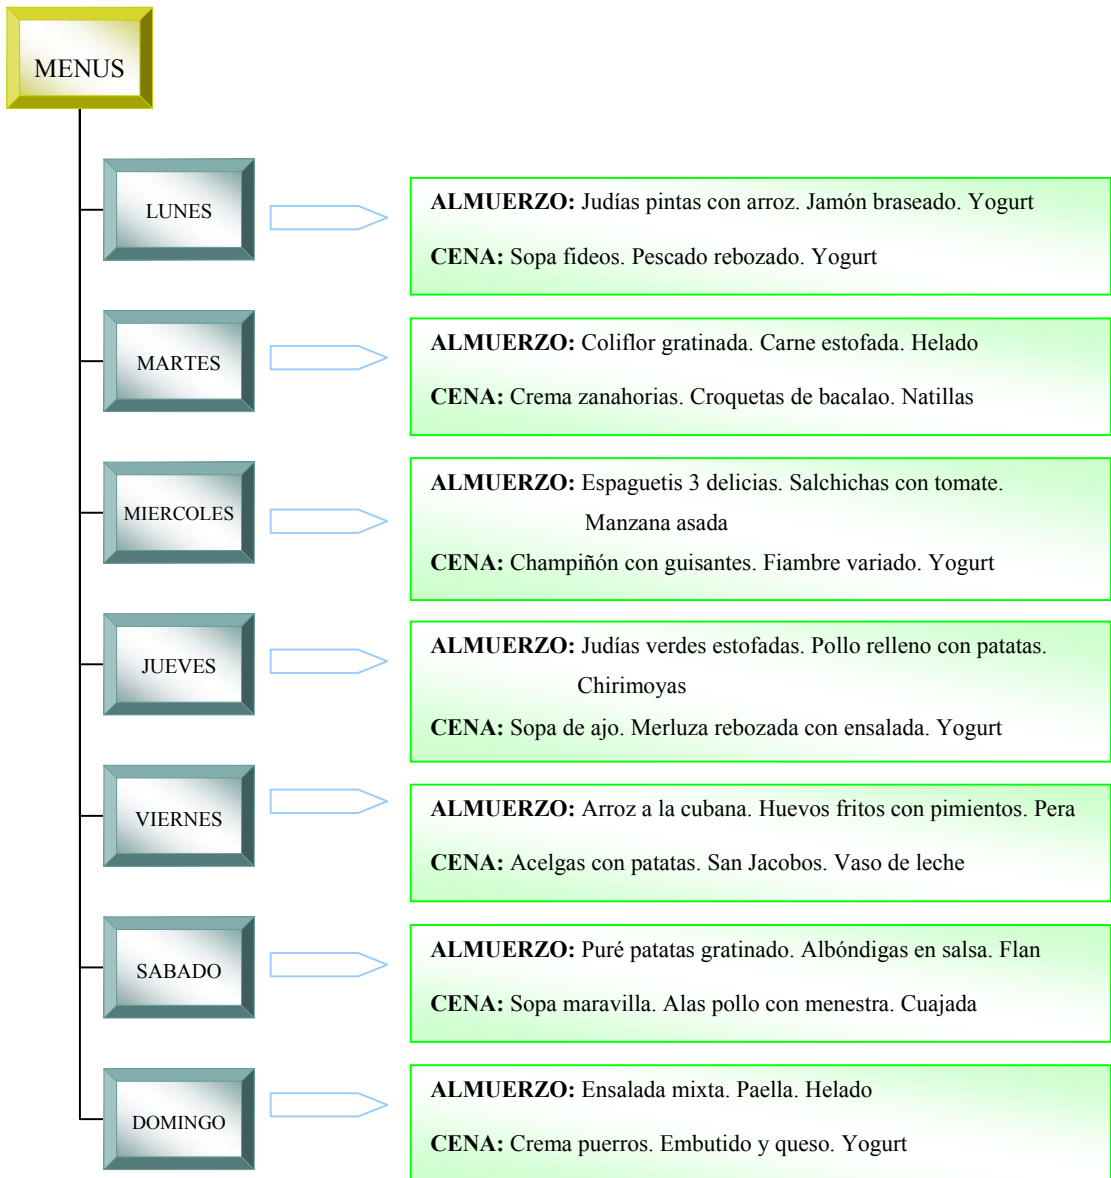 MENUS
LUNES
ALMUERZO: Judías pintas con arroz. Jamón braseado. Yogurt
CENA: Sopa fideos. Pescado rebozado. Yogurt
MARTES
ALMUERZO: Coliflor gratinada. Carne estofada. Helado
CENA: Crema zanahorias. Croquetas de bacalao. Natillas
MIERCOLES
ALMUERZO: Espaguetis 3 delicias. Salchichas con tomate.
Manzana asada
CENA: Champiñón con guisantes. Fiambre variado. Yogurt
JUEVES
ALMUERZO: Judías verdes estofadas. Pollo relleno con patatas.
Chirimoyas
CENA: Sopa de ajo. Merluza rebozada con ensalada. Yogurt
VIERNES
ALMUERZO: Arroz a la cubana. Huevos fritos con pimientos. Pera
CENA: Acelgas con patatas. San Jacobos. Vaso de leche
SABADO
ALMUERZO: Puré patatas gratinado. Albóndigas en salsa. Flan
CENA: Sopa maravilla. Alas pollo con menestra. Cuajada
DOMINGO
ALMUERZO: Ensalada mixta. Paella. Helado
CENA: Crema puerros. Embutido y queso. Yogurt